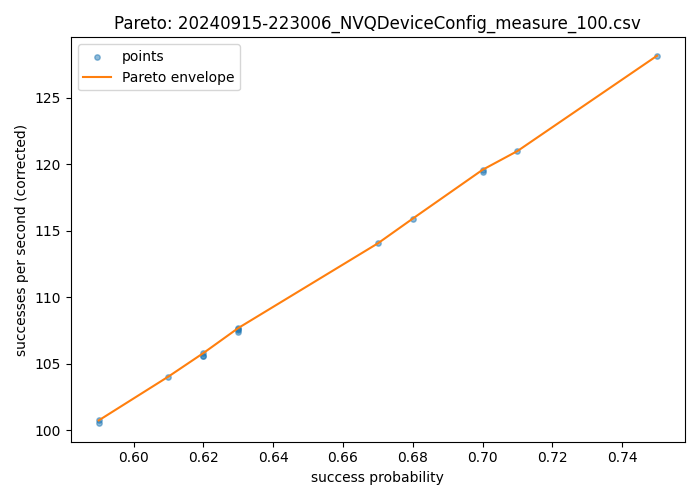 Pareto: 20240915-223006_NVQDeviceConfig_measure_100.csv
points
Pareto envelope
successes per second (corrected)
125
120
115
110
105
100
0.60 0.62 0.64 0.66 0.68 0.70 0.72 0.74
success probability